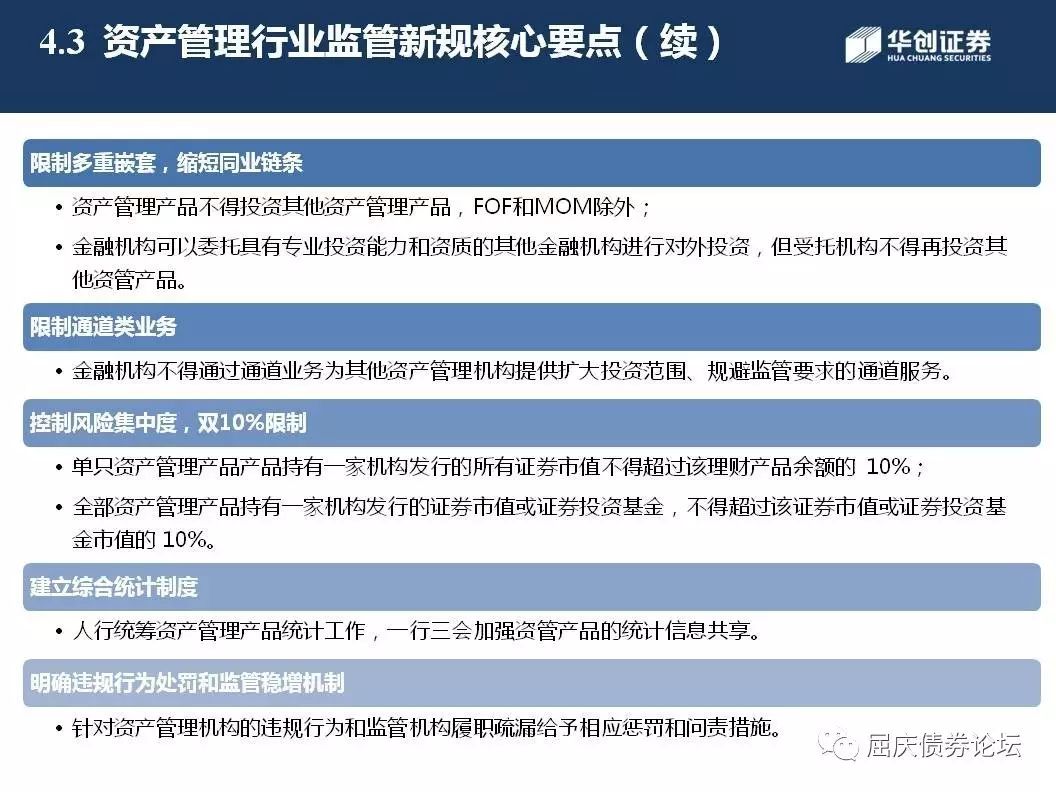 4.3 资产管理行业监管新规核心要点（续）
华创证券
HUA CHUANG SECURITIES
限制多重嵌套，缩短同业链条
• 资产管理产品不得投资其他资产管理产品，FOF和MOM除外；
• 金融机构可以委托具有专业投资能力和资质的其他金融机构进行对外投资，但受托机构不得再投资其
他资管产品。
限制通道类业务
• 金融机构不得通过通道业务为其他资产管理机构提供扩大投资范围、规避监管要求的通道服务。
控制风险集中度，双10%限制
• 单只资产管理产品产品持有一家机构发行的所有证券市值不得超过该理财产品余额的 10%；
• 全部资产管理产品持有一家机构发行的证券市值或证券投资基金，不得超过该证券市值或证券投资基
金市值的 10%。
建立综合统计制度
• 人行统筹资产管理产品统计工作，一行三会加强资管产品的统计信息共享。
明确违规行为处罚和监管稳增机制
• 针对资产管理机构的违规行为和监管机构履职疏漏给予相应惩罚和问责措施。
屈庆债券论坛